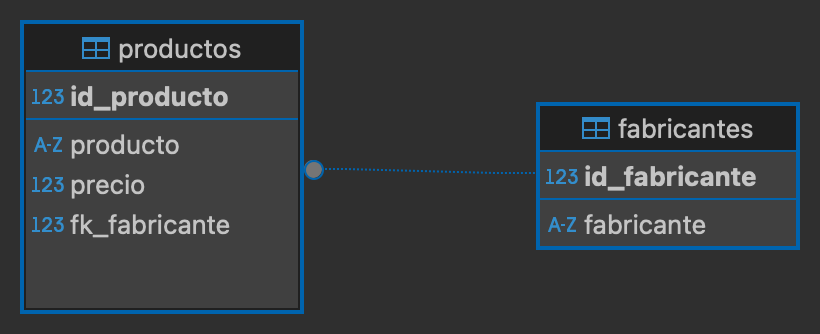 productos
123 id_producto
A-Z producto
123 precio
123 fk_fabricante
fabricantes
123 id_fabricante
A-Z fabricante